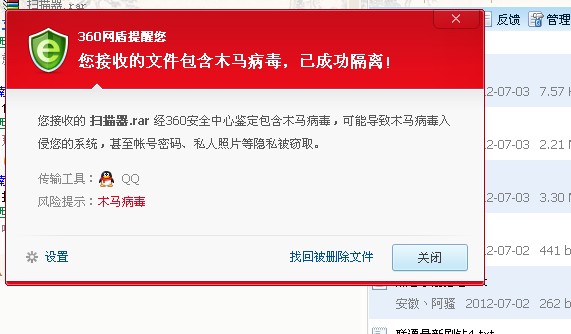 扫描器.rar
反馈
管理
360网盾提醒您
您接收的文件包含木马病毒，已成功隔离！
您接收的 扫描器.rar 经360安全中心鉴定包含木马病毒，可能导致木马病毒入
侵您的系统，甚至帐号密码、私人照片等隐私被窃取。
传输工具： QQ
风险提示：木马病毒
设置
找回被删除文件
关闭
12-07-03 7.57 K
12-07-03 2.21 M
12-07-03 3.30 M
12-07-02 441 b
安徽丶阿骚 2012-07-02 262 b